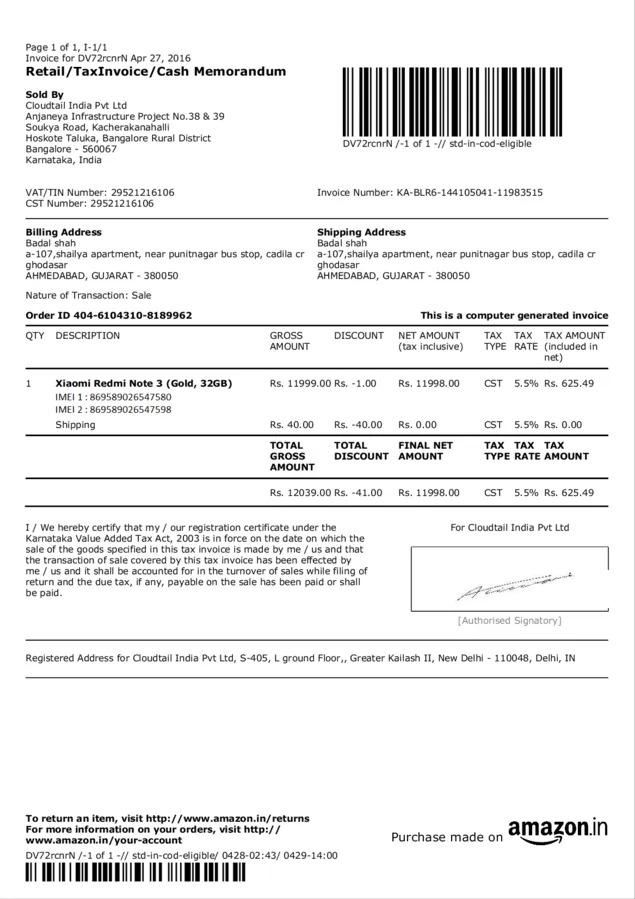 Page 1 of 1, I-1/1
Invoice for DV72rcnrN Apr 27, 2016
Retail/TaxInvoice/Cash Memorandum
Sold By
Cloudtail India Pvt Ltd
Anjaneya Infrastructure Project No.38 & 39
Soukya Road, Kacherakanahalli
Hoskote Taluka, Bangalore Rural District
Bangalore - 560067
Karnataka, India
DV72rcnrN /-1 of 1 -// std-in-cod-eligible
VAT/TIN Number: 29521216106
CST Number: 29521216106
Invoice Number: KA-BLR6-144105041-11983515
Billing Address
Badal shah
a-107,shailya apartment, near punitnagar bus stop, cadila cr
ghodasar
AHMEDABAD, GUJARAT - 380050
Shipping Address
Badal shah
a-107,shailya apartment, near punitnagar bus stop, cadila cr
ghodasar
AHMEDABAD, GUJARAT - 380050
Nature of Transaction: Sale
Order ID 404-6104310-8189962 This is a computer generated invoice
QTY DESCRIPTION GROSS DISCOUNT NET AMOUNT TAX TAX TAX AMOUNT
AMOUNT (tax inclusive) TYPE RATE (included in
net)
1 Xiaomi Redmi Note 3 (Gold, 32GB) Rs. 11999.00 Rs. -1.00 Rs. 11998.00 CST 5.5% Rs. 625.49
IMEI 1 : 869589026547580
IMEI 2 : 869589026547598
Shipping Rs. 40.00 Rs. -40.00 Rs. 0.00 CST 5.5% Rs. 0.00
TOTAL TOTAL FINAL NET TAX TAX TAX
GROSS DISCOUNT AMOUNT TYPE RATE AMOUNT
AMOUNT
Rs. 12039.00 Rs. -41.00 Rs. 11998.00 CST 5.5% Rs. 625.49
I / We hereby certify that my / our registration certificate under the
Karnataka Value Added Tax Act, 2003 is in force on the date on which the
sale of the goods specified in this tax invoice is made by me / us and that
the transaction of sale covered by this tax invoice has been effected by
me / us and it shall be accounted for in the turnover of sales while filing of
return and the due tax, if any, payable on the sale has been paid or shall
be paid.
For Cloudtail India Pvt Ltd
[Authorised Signatory]
Registered Address for Cloudtail India Pvt Ltd, S-405, L ground Floor,, Greater Kailash II, New Delhi - 110048, Delhi, IN
To return an item, visit http://www.amazon.in/returns
For more information on your orders, visit http://
www.amazon.in/your-account
DV72rcnrN /-1 of 1 -// std-in-cod-eligible/ 0428-02:43/ 0429-14:00
Purchase made on amazon.in